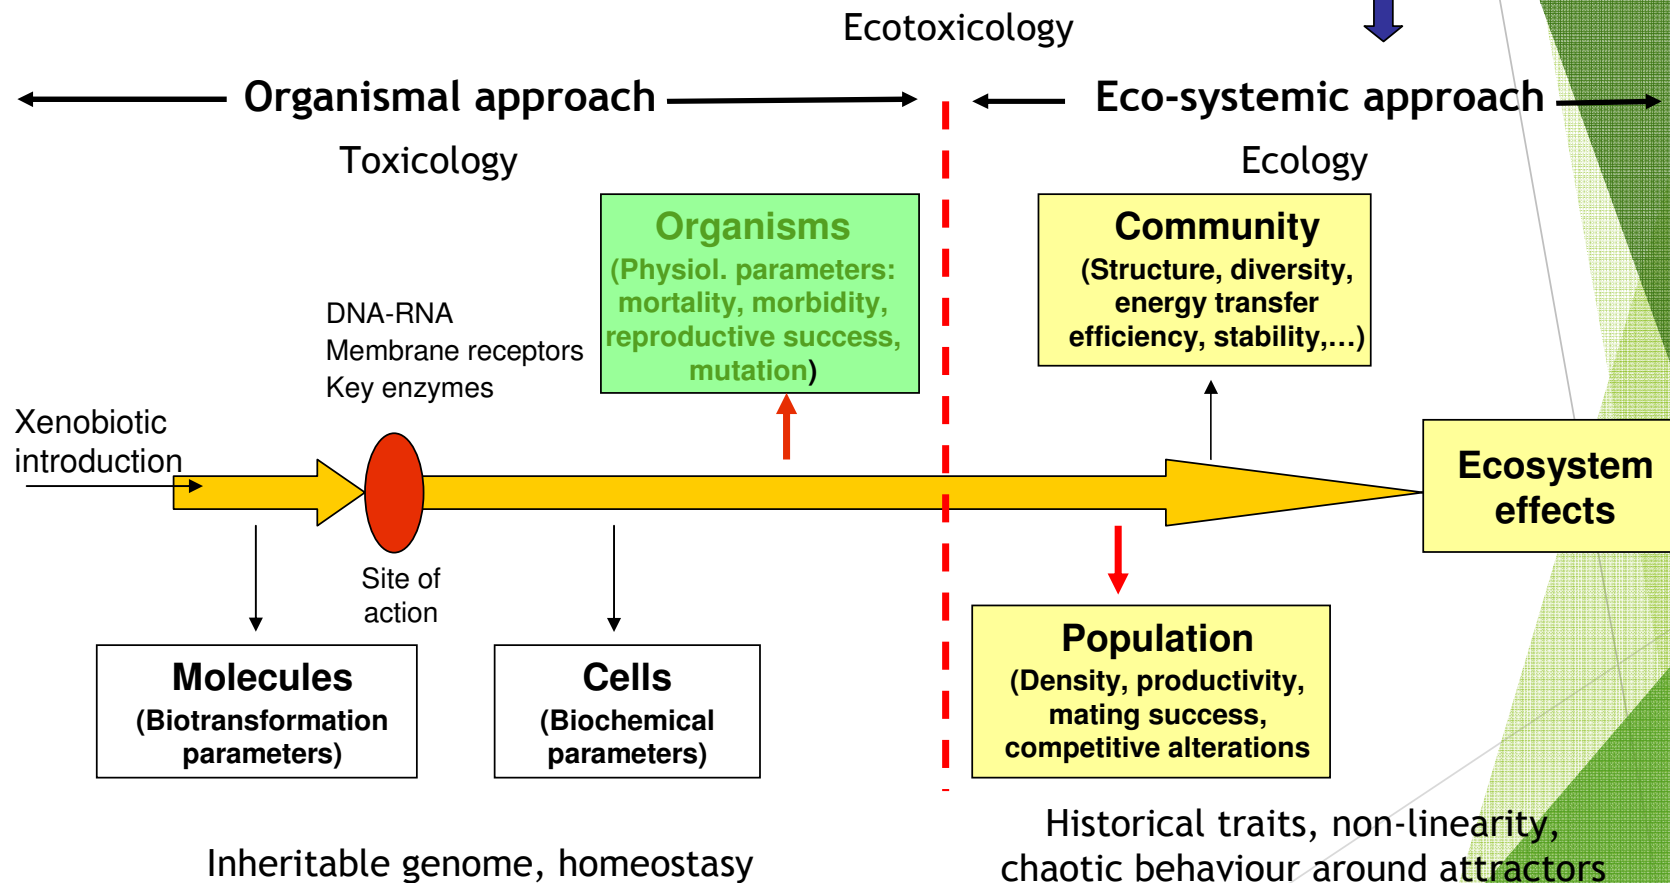 Ecotoxicology
Organismal approach
Eco-systemic approach
Toxicology
Ecology
Organisms
(Physiol. parameters:
mortality, morbidity,
reproductive success,
mutation)
Community
(Structure, diversity,
energy transfer
efficiency, stability,...)
DNA-RNA
Membrane receptors
Key enzymes
Xenobiotic
introduction
Ecosystem
effects
Site of
action
Molecules
(Biotransformation
parameters)
Cells
(Biochemical
parameters)
Population
(Density, productivity,
mating success,
competitive alterations
Inheritable genome, homeostasy
Historical traits, non-linearity,
chaotic behaviour around attractors